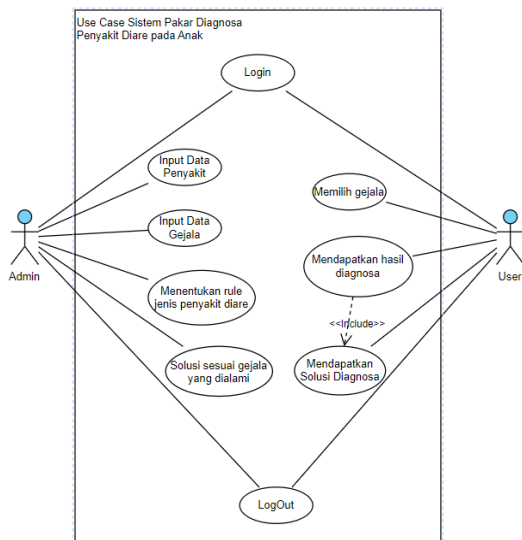 Use Case Sistem Pakar Diagnosa
Penyakit Diare pada Anak
Login
Input Data
Penyakit
Memilih gejala
Input Data
Gejala
Admin
User
Mendapatkan hasil
diagnosa
Menentukan rule
jenis penyakit diare
<<Include>>
Solusi sesuai gejala
yang dialami
Mendapatkan
Solusi Diagnosa
LogOut